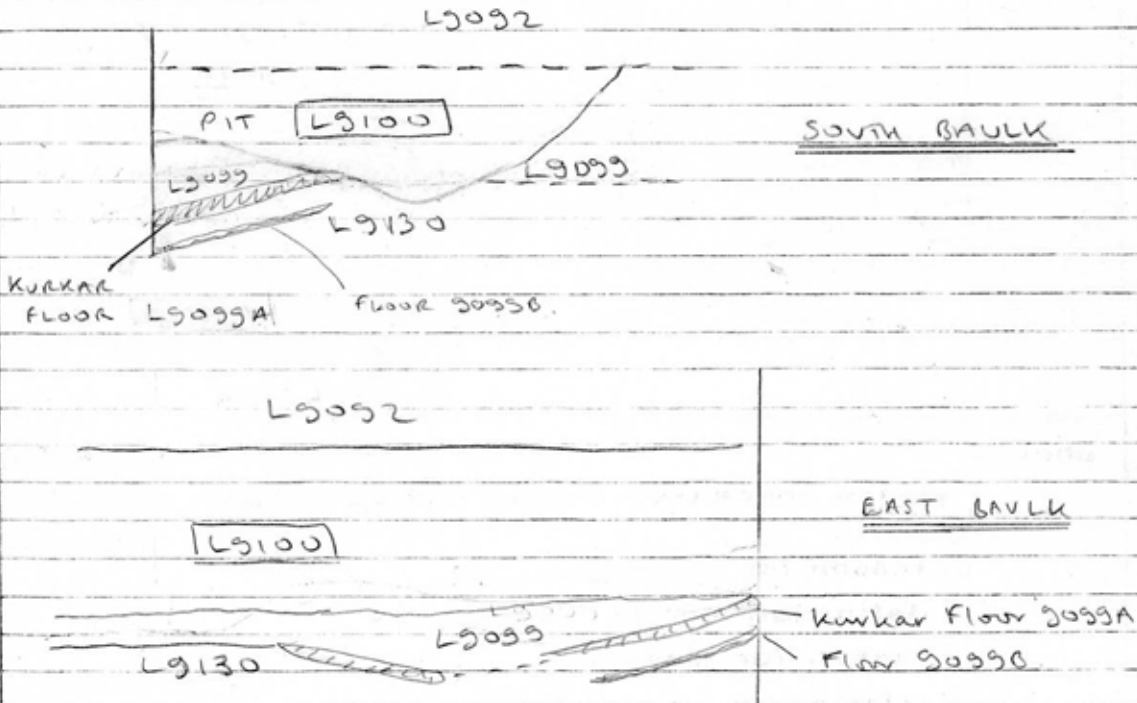 L9092
PIT L9100
SOUTH BAULK
L9099
L9099
L9130
KURKAR
FLOOR L9099A
FLOOR 9099B.
L9092
EAST BAULK
L9100
L9099
Kurkar Floor 9099A
L9130
Floor 9099B